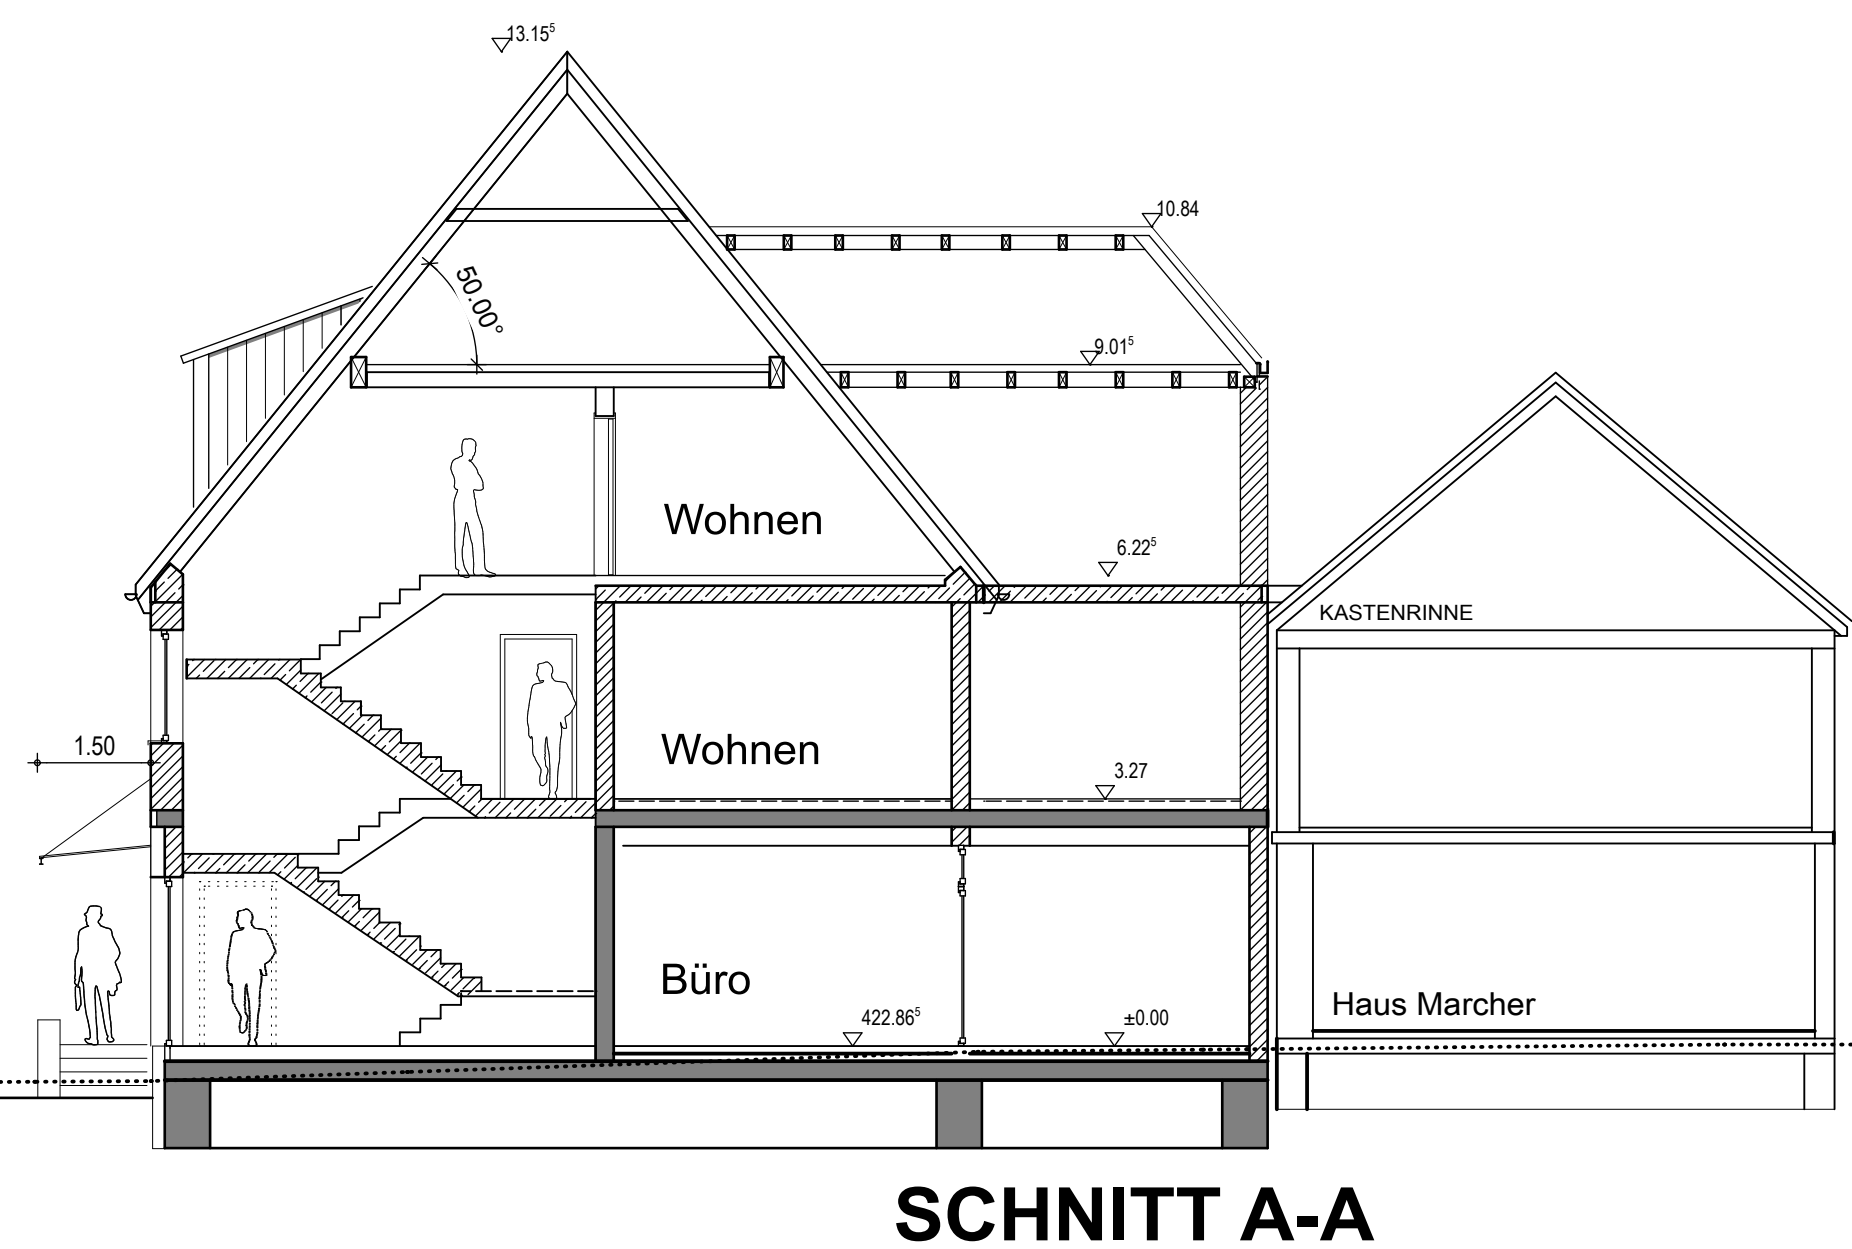 13.15⁵
10.84
50.00°
9.01⁵
Wohnen
6.22⁵
KASTENRINNE
1.50
Wohnen
3.27
Büro
Haus Marcher
422.86⁵
±0.00
SCHNITT A-A